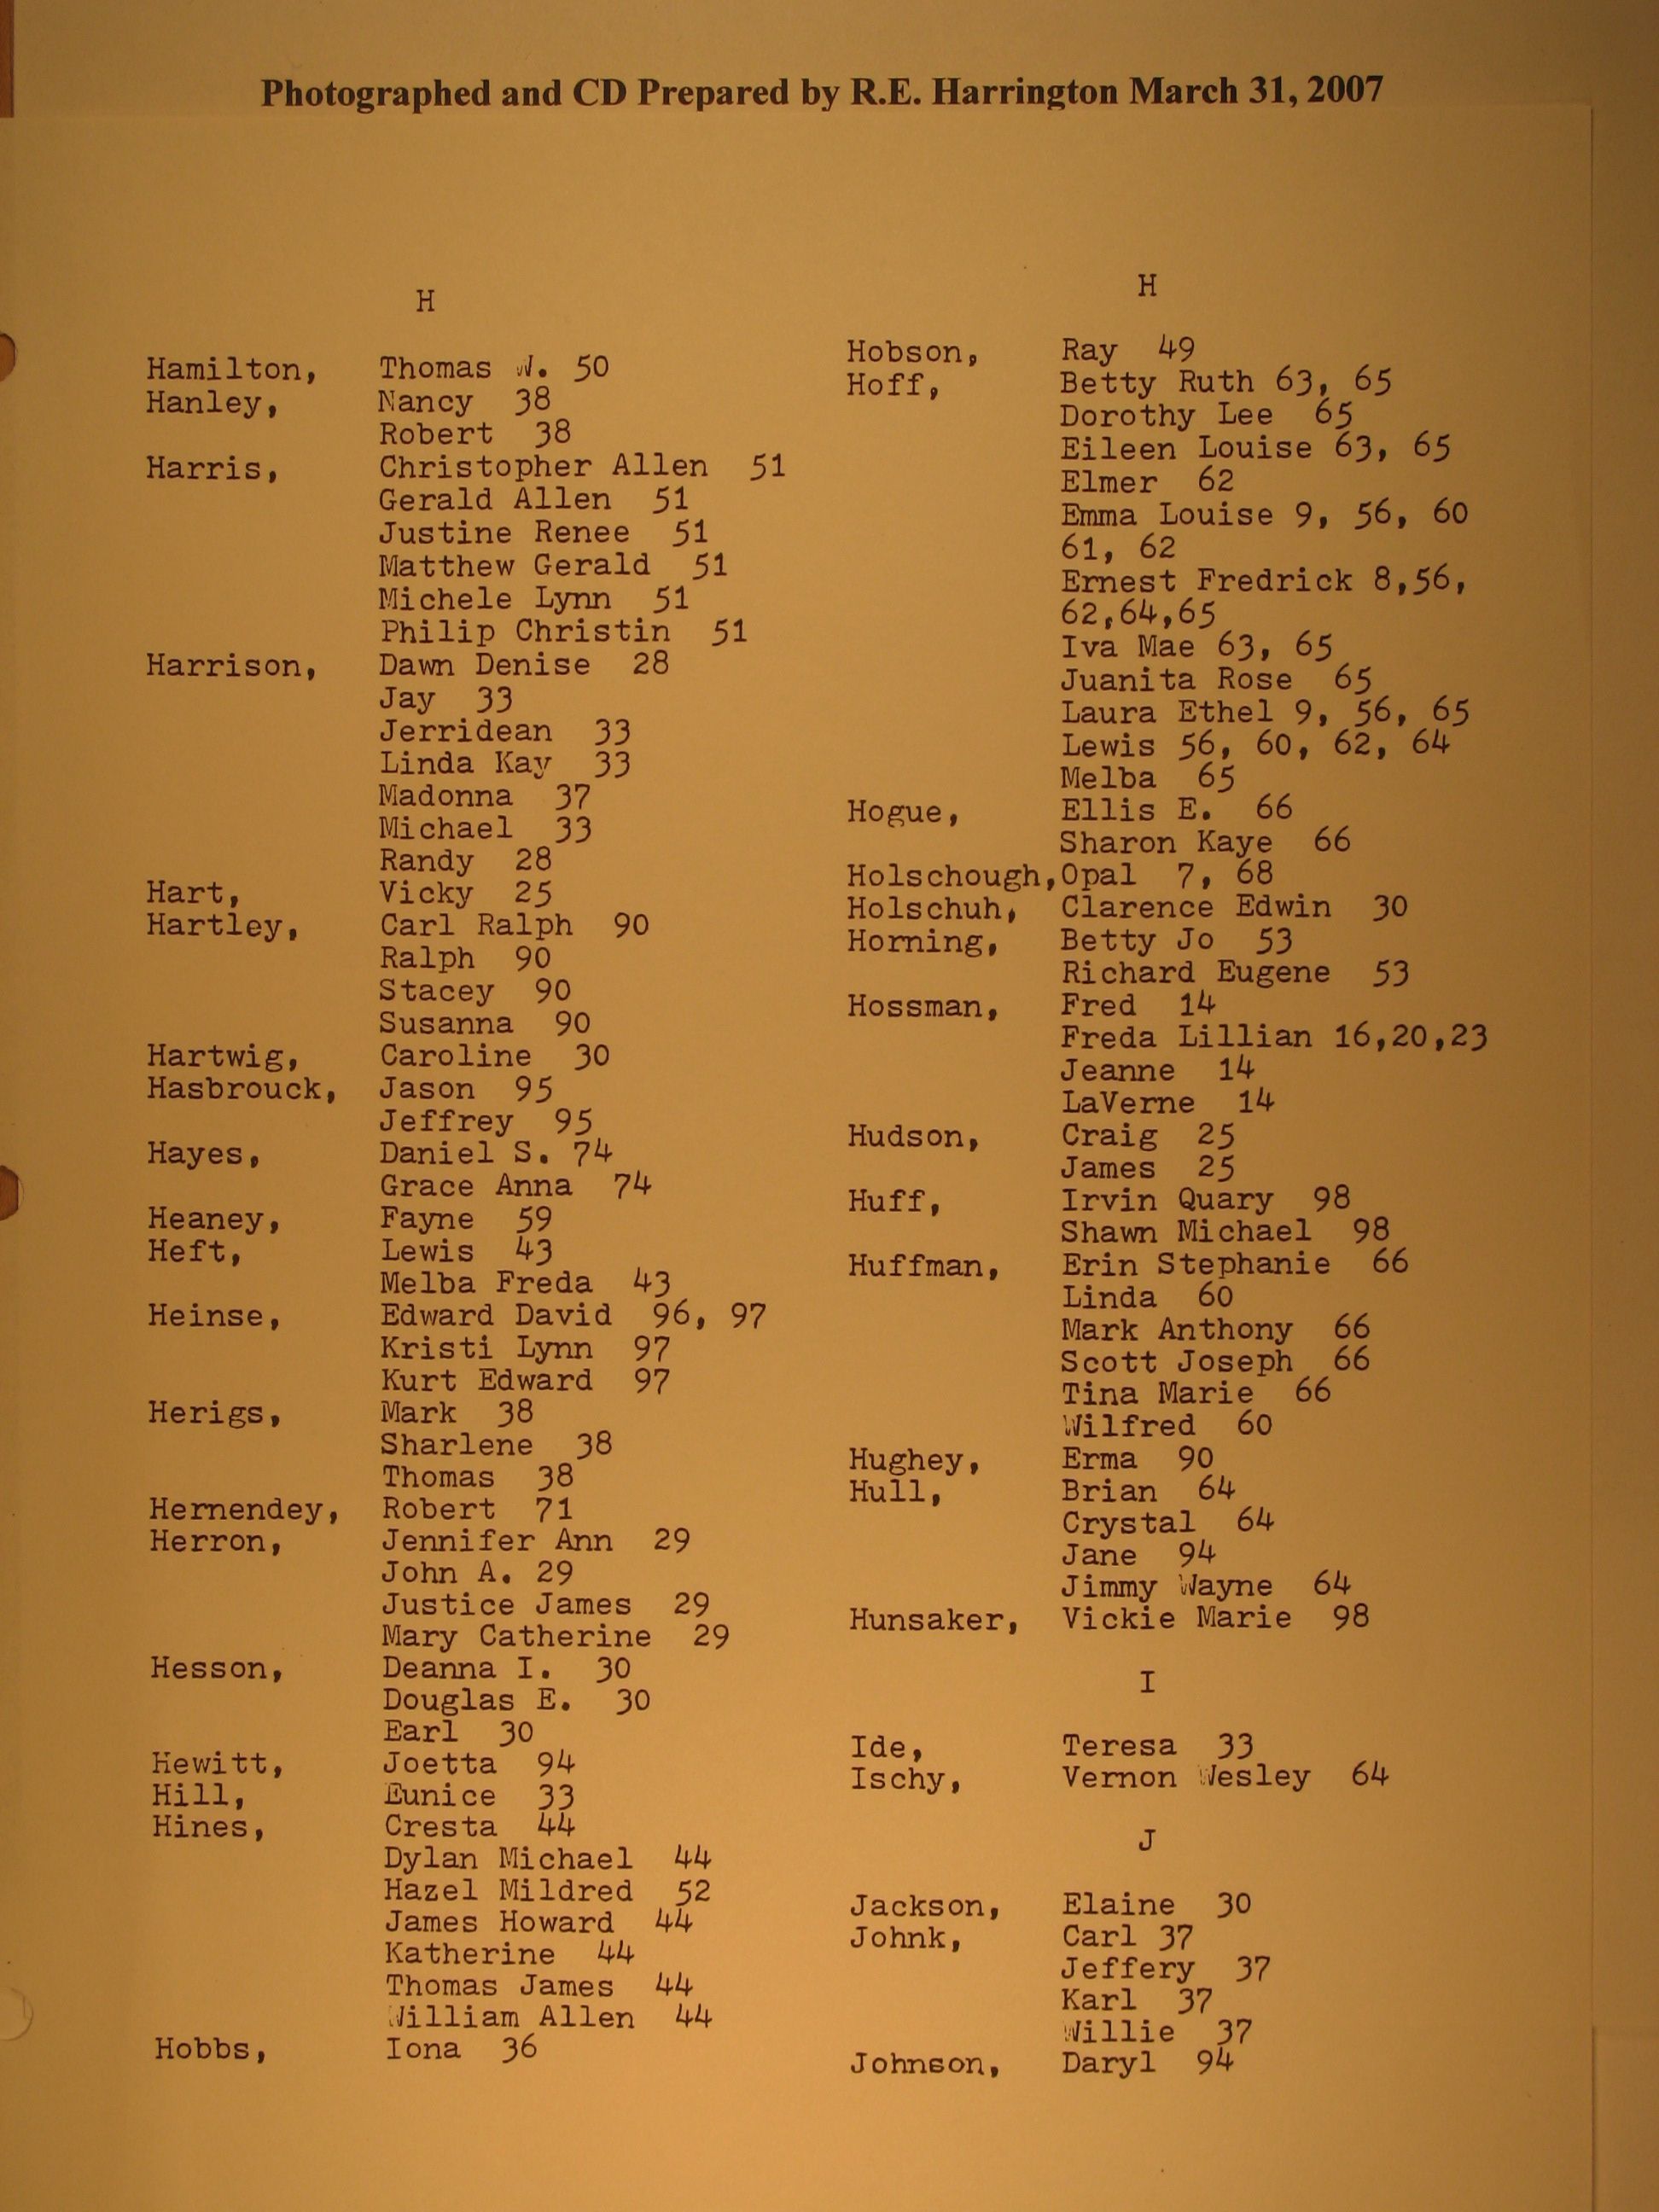 Photographed and CD Prepared by R.E. Harrington March 31, 2007
H
Hamilton, Thomas W. 50
Hanley, Nancy 38
Robert 38
Harris, Christopher Allen 51
Gerald Allen 51
Justine Renee 51
Matthew Gerald 51
Michele Lynn 51
Philip Christin 51
Harrison, Dawn Denise 28
Jay 33
Jerridean 33
Linda Kay 33
Madonna 37
Michael 33
Randy 28
Hart, Vicky 25
Hartley, Carl Ralph 90
Ralph 90
Stacey 90
Susanna 90
Hartwig, Caroline 30
Hasbrouck, Jason 95
Jeffrey 95
Hayes, Daniel S. 74
Grace Anna 74
Heaney, Fayne 59
Heft, Lewis 43
Melba Freda 43
Heinse, Edward David 96, 97
Kristi Lynn 97
Kurt Edward 97
Herigs, Mark 38
Sharlene 38
Thomas 38
Hernendey, Robert 71
Herron, Jennifer Ann 29
John A. 29
Justice James 29
Mary Catherine 29
Hesson, Deanna I. 30
Douglas E. 30
Earl 30
Hewitt, Joetta 94
Hill, Eunice 33
Hines, Cresta 44
Dylan Michael 44
Hazel Mildred 52
James Howard 44
Katherine 44
Thomas James 44
William Allen 44
Hobbs, Iona 36
H
Hobson, Ray 49
Hoff, Betty Ruth 63, 65
Dorothy Lee 65
Eileen Louise 63, 65
Elmer 62
Emma Louise 9, 56, 60
61, 62
Ernest Fredrick 8,56,
62,64,65
Iva Mae 63, 65
Juanita Rose 65
Laura Ethel 9, 56, 65
Lewis 56, 60, 62, 64
Melba 65
Hogue, Ellis E. 66
Sharon Kaye 66
Holschough, Opal 7, 68
Holschuh, Clarence Edwin 30
Horning, Betty Jo 53
Richard Eugene 53
Hossman, Fred 14
Freda Lillian 16,20,23
Jeanne 14
LaVerne 14
Hudson, Craig 25
James 25
Huff, Irvin Quary 98
Shawn Michael 98
Huffman, Erin Stephanie 66
Linda 60
Mark Anthony 66
Scott Joseph 66
Tina Marie 66
Wilfred 60
Hughey, Erma 90
Hull, Brian 64
Crystal 64
Jane 94
Jimmy Wayne 64
Hunsaker, Vickie Marie 98
I
Ide, Teresa 33
Ischy, Vernon Wesley 64
J
Jackson, Elaine 30
Johnk, Carl 37
Jeffery 37
Karl 37
Willie 37
Johnson, Daryl 94